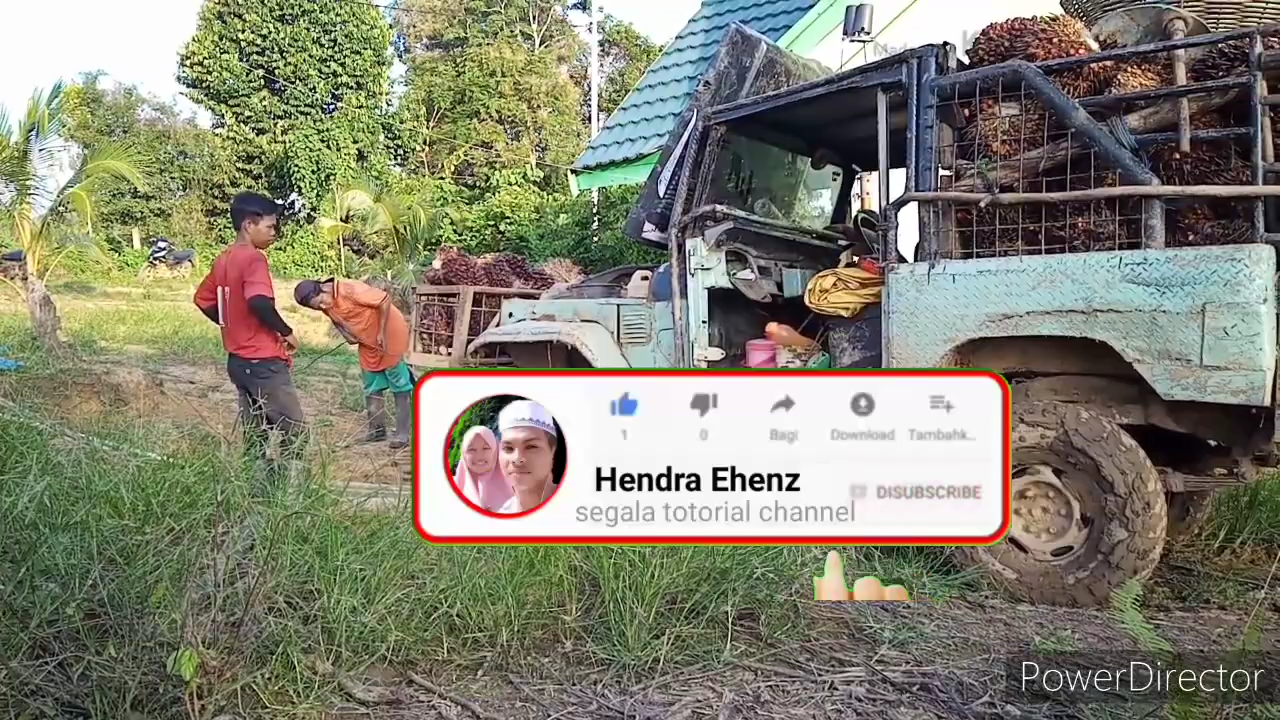 1 0 Bagi Download Tambahk...
Hendra Ehenz
DISUBSCRIBE
segala totorial channel
PowerDirector